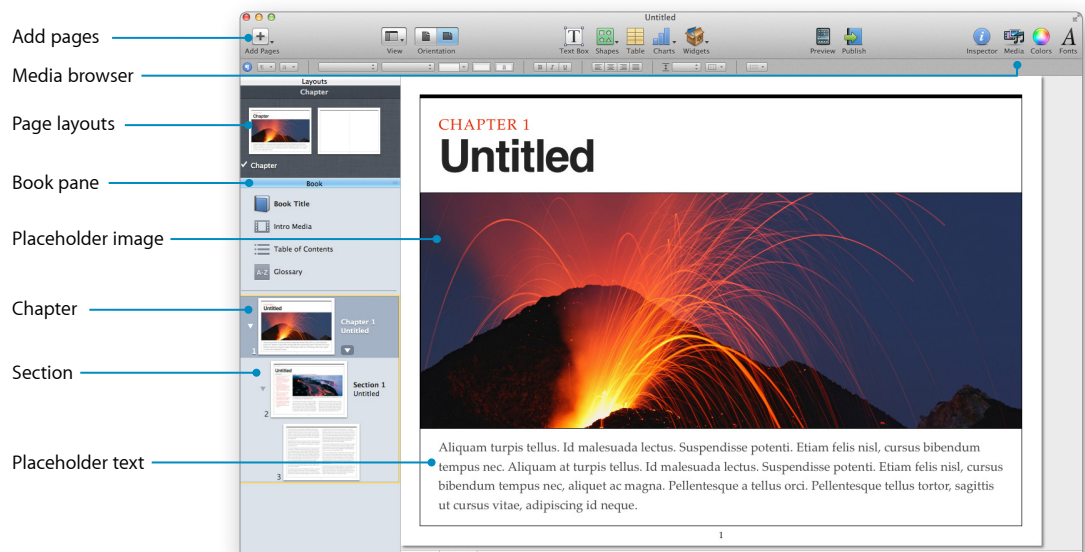 Add pages
Media browser
Page layouts
Book pane
Placeholder image
Chapter
Section
Placeholder text
Untitled
Add Pages
View
Orientation
Text Box
Shapes
Table
Charts
Widgets
Preview
Publish
Inspector
Media
Colors
Fonts
a
B I U
Layouts
Chapter
Chapter
✓ Chapter
Book
Book Title
Intro Media
Table of Contents
A-Z
Glossary
Untitled
Chapter 1
Untitled
1
Untitled
Section 1
Untitled
2
3
CHAPTER 1
Untitled
Aliquam turpis tellus. Id malesuada lectus. Suspendisse potenti. Etiam felis nisl, cursus bibendum
tempus nec. Aliquam at turpis tellus. Id malesuada lectus. Suspendisse potenti. Etiam felis nisl, cursus
bibendum tempus nec, aliquet ac magna. Pellentesque a tellus orci. Pellentesque tellus tortor, sagittis
ut cursus vitae, adipiscing id neque.
1